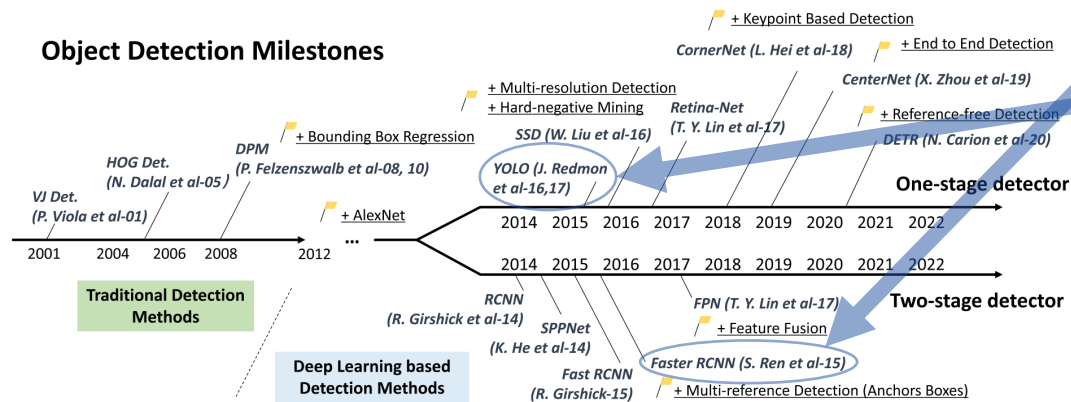 Object Detection Milestones
+ Keypoint Based Detection
CornerNet (L. Hei et al-18)
+ End to End Detection
CenterNet (X. Zhou et al-19)
+ Multi-resolution Detection
+ Hard-negative Mining
SSD (W. Liu et al-16)
Retina-Net
(T. Y. Lin et al-17)
+ Reference-free Detection
DETR (N. Carion et al-20)
+ Bounding Box Regression
DPM
(P. Felzenszwalb et al-08, 10)
HOG Det.
(N. Dalal et al-05)
VJ Det.
(P. Viola et al-01)
YOLO (J. Redmon
et al-16,17)
One-stage detector
+ AlexNet
...
2014 2015 2016 2017 2018 2019 2020 2021 2022
2001 2004 2006 2008 2012
2014 2015 2016 2017 2018 2019 2020 2021 2022
Two-stage detector
Traditional Detection
Methods
RCNN
(R. Girshick et al-14)
SPPNet
(K. He et al-14)
FPN (T. Y. Lin et al-17)
+ Feature Fusion
Deep Learning based
Detection Methods
Fast RCNN
(R. Girshick-15)
Faster RCNN (S. Ren et al-15)
+ Multi-reference Detection (Anchors Boxes)